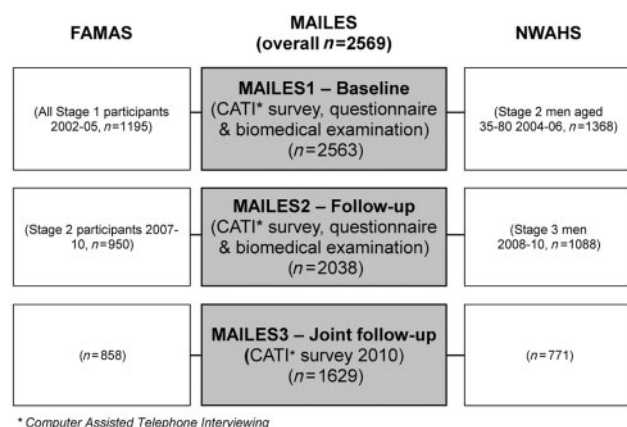 FAMAS
MAILES
(overall n=2569)
NWAHS
(All Stage 1 participants
2002-05, n=1195)
MAILES1 – Baseline
(CATI* survey, questionnaire
& biomedical examination)
(n=2563)
(Stage 2 men aged
35-80 2004-06, n=1368)
(Stage 2 participants 2007-
10, n=950)
MAILES2 – Follow-up
(CATI* survey, questionnaire
& biomedical examination)
(n=2038)
(Stage 3 men
2008-10, n=1088)
(n=858)
MAILES3 – Joint follow-up
(CATI* survey 2010)
(n=1629)
(n=771)
* Computer Assisted Telephone Interviewing